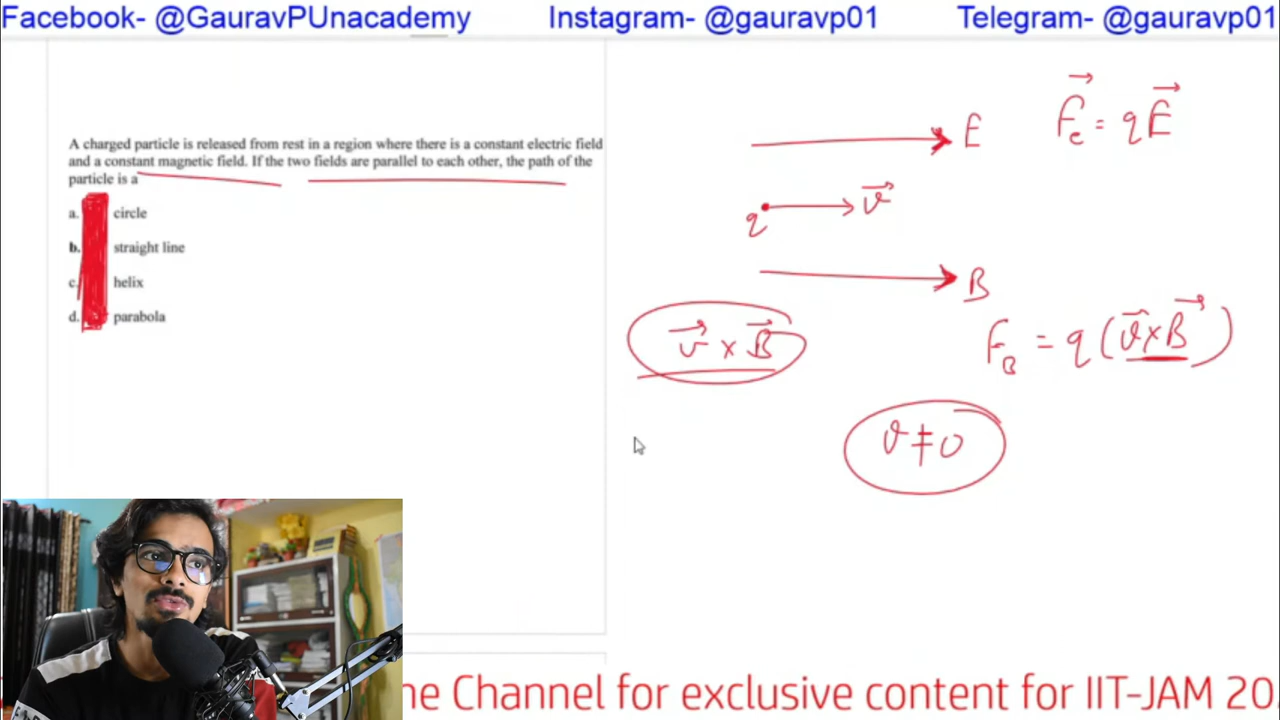 Facebook- @GauravPUnacademy Instagram- @gauravp01 Telegram- @gauravp01
A charged particle is released from rest in a region where there is a constant electric field
and a constant magnetic field. If the two fields are parallel to each other, the path of the
particle is a
a. circle
b. straight line
c. helix
d. parabola
E
q v⃗
B
F⃗e = qE⃗
v⃗ × B⃗
F_B = q(v⃗ × B⃗)
v ≠ 0
he Channel for exclusive content for IIT-JAM 20